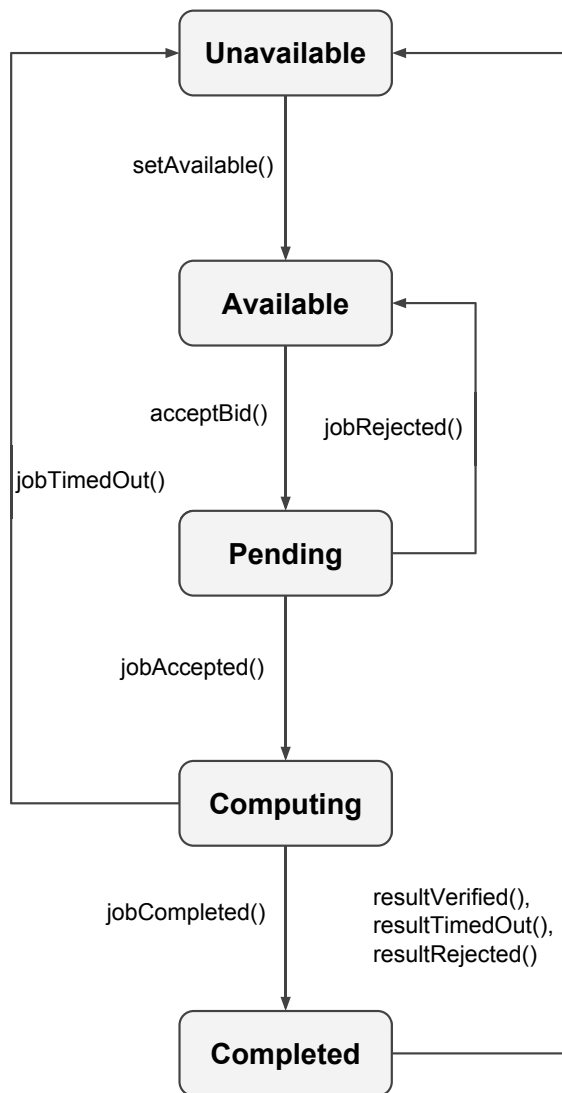 Unavailable
setAvailable()
Available
acceptBid()
jobRejected()
jobTimedOut()
Pending
jobAccepted()
Computing
jobCompleted()
resultVerified(),
resultTimedOut(),
resultRejected()
Completed